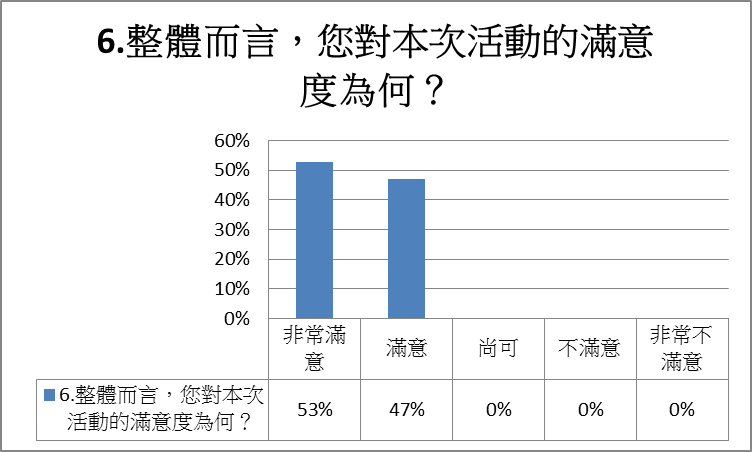 6.整體而言，您對本次活動的滿意
度為何？
60%
50%
40%
30%
20%
10%
0%
非常滿
意
滿意
尚可
不滿意
非常不
滿意
6.整體而言，您對本次
活動的滿意度為何？
53%
47%
0%
0%
0%